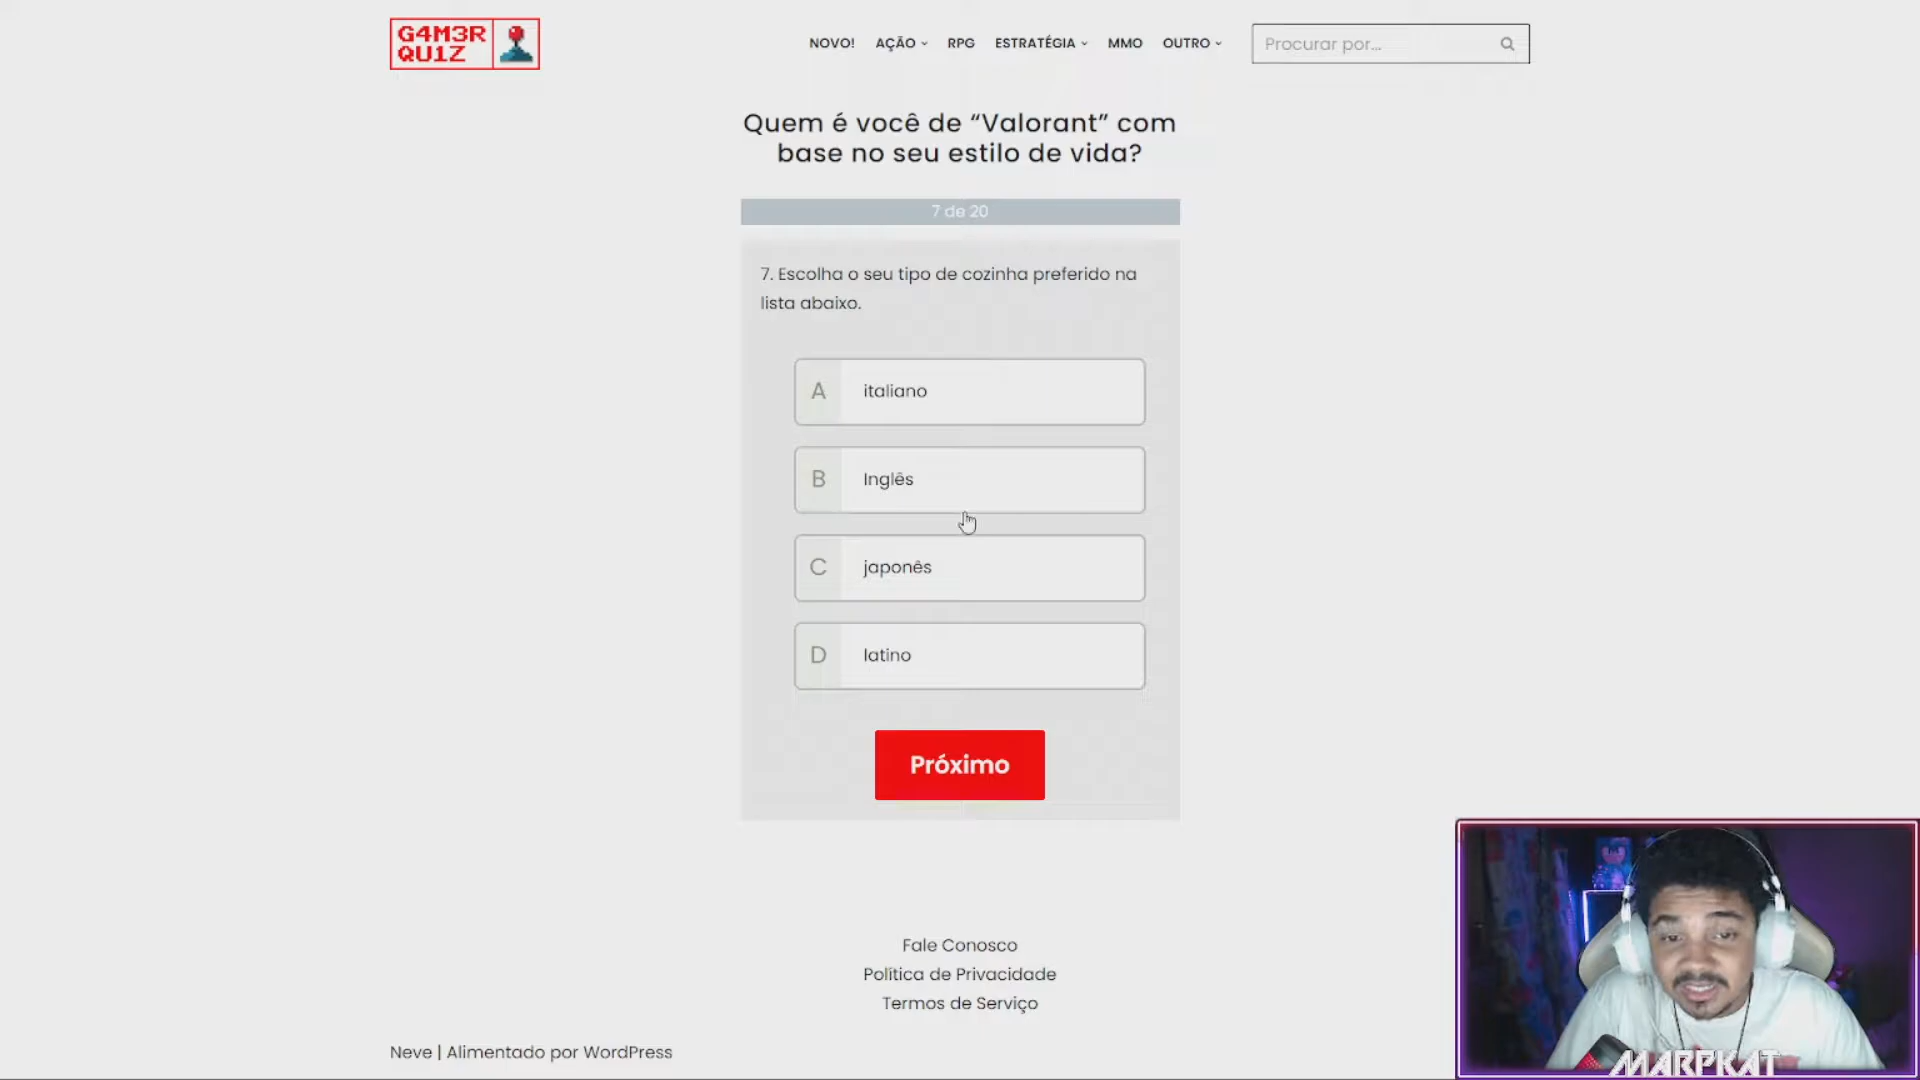 G4M3R
QU1Z
NOVO!
AÇÃO
RPG
ESTRATÉGIA
MMO
OUTRO
Procurar por...
Quem é você de “Valorant” com
base no seu estilo de vida?
7 de 20
7. Escolha o seu tipo de cozinha preferido na
lista abaixo.
A italiano
B Inglês
C japonês
D latino
Próximo
Fale Conosco
Política de Privacidade
Termos de Serviço
Neve | Alimentado por WordPress
MARPKAT